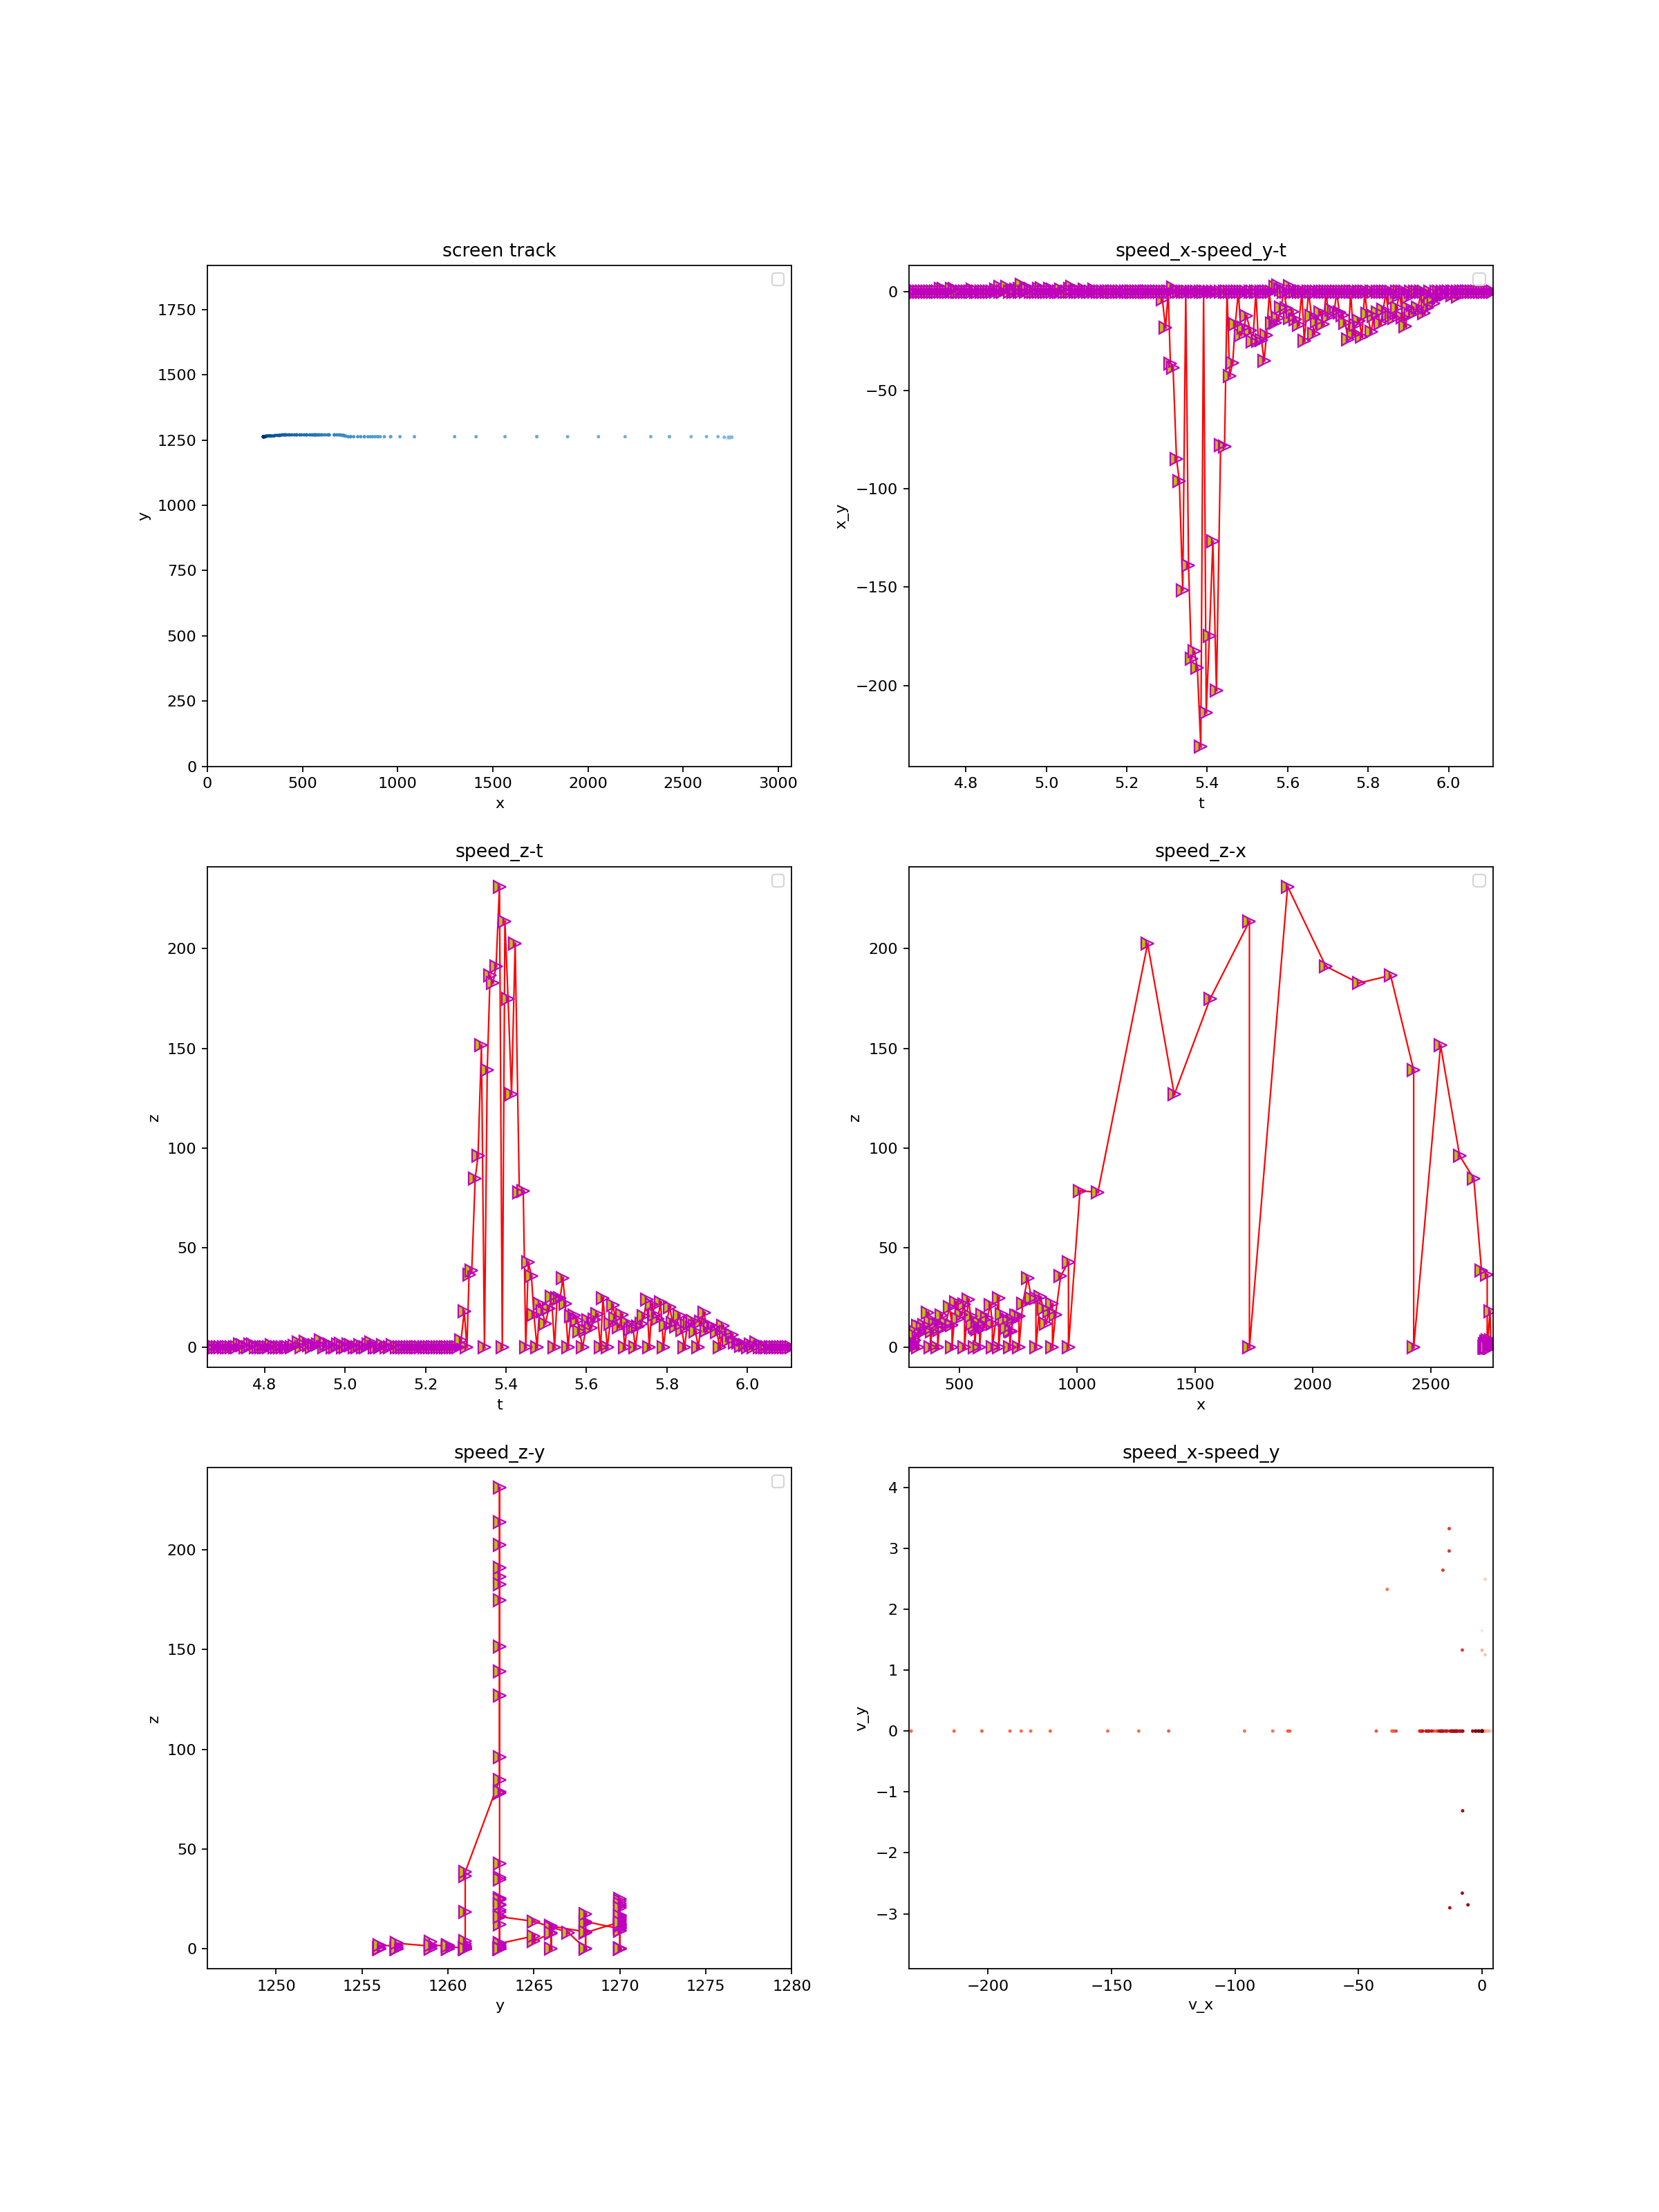 screen track
1750
1500
1250
1000
750
500
250
0
y
0 500 1000 1500 2000 2500 3000
x
speed_x-speed_y-t
0
−50
−100
−150
−200
x_y
4.8 5.0 5.2 5.4 5.6 5.8 6.0
t
speed_z-t
200
150
100
50
0
z
4.8 5.0 5.2 5.4 5.6 5.8 6.0
t
speed_z-x
200
150
100
50
0
z
500 1000 1500 2000 2500
x
speed_z-y
200
150
100
50
0
z
1250 1255 1260 1265 1270 1275 1280
y
speed_x-speed_y
4
3
2
1
0
−1
−2
−3
v_y
−200 −150 −100 −50 0
v_x